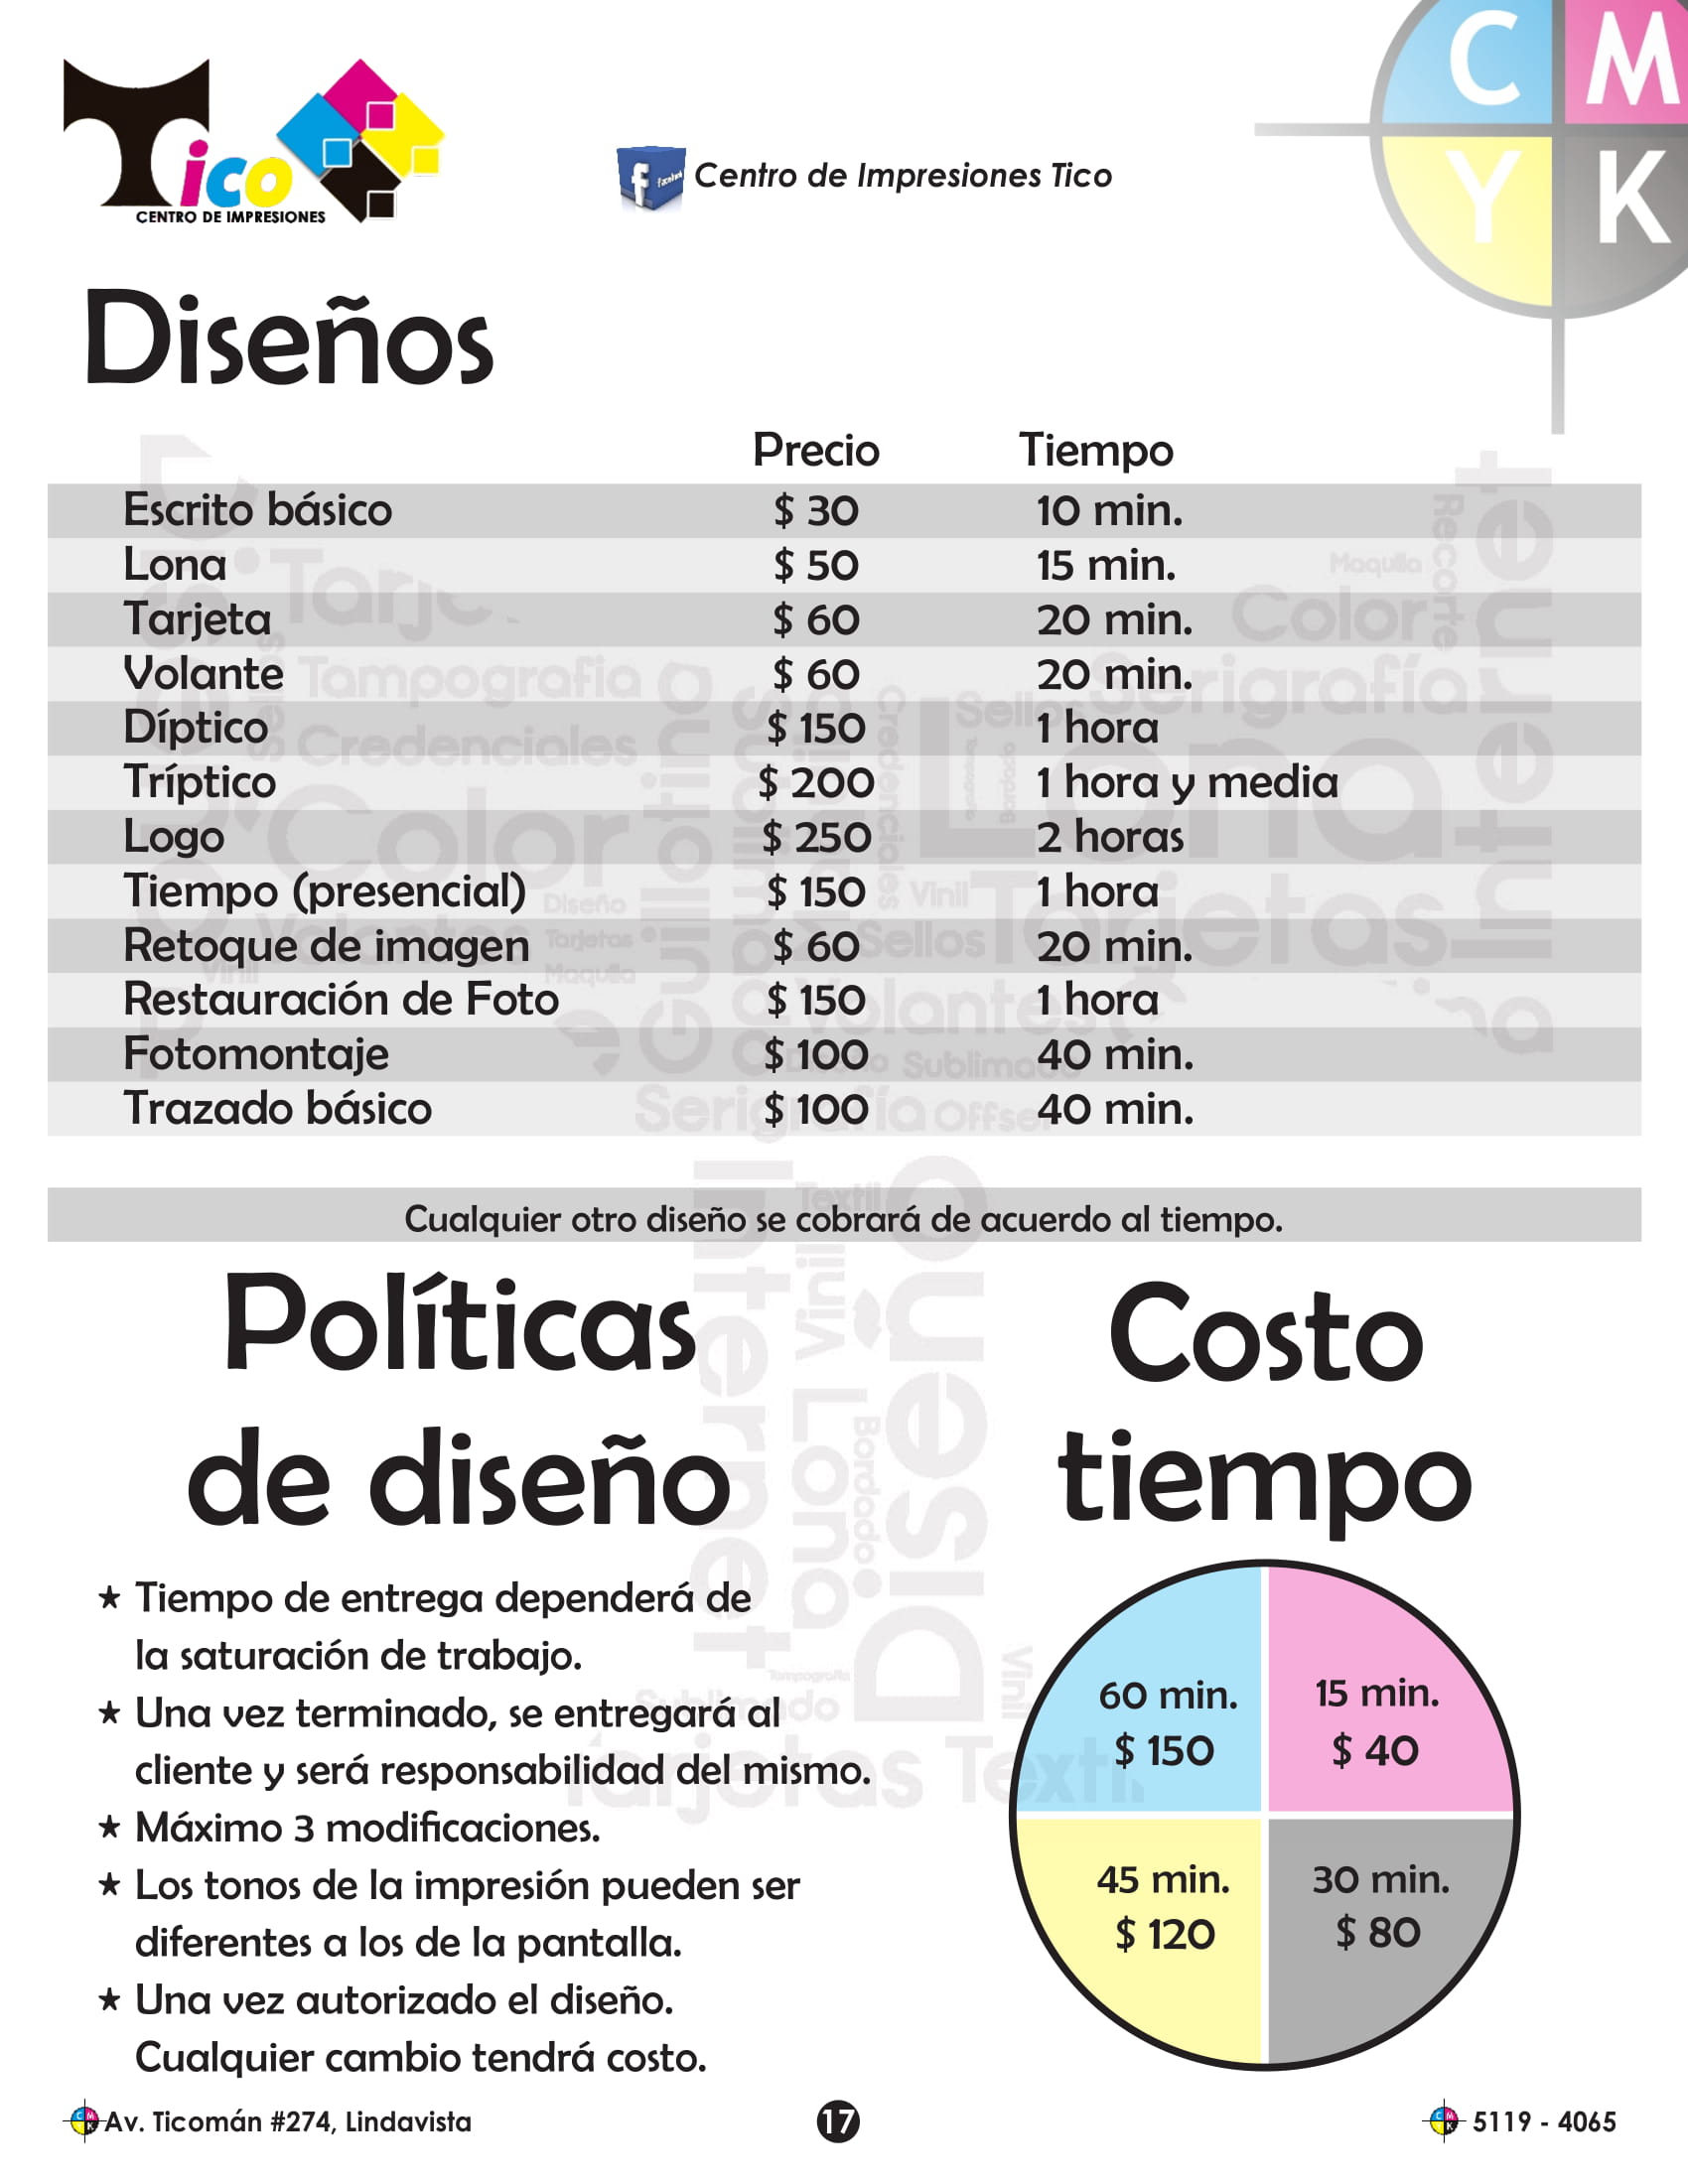 Tico
CENTRO DE IMPRESIONES
facebook
Centro de Impresiones Tico
C M
Y K
Diseños
Precio Tiempo
Escrito básico $ 30 10 min.
Lona $ 50 15 min.
Tarjeta $ 60 20 min.
Volante $ 60 20 min.
Díptico $ 150 1 hora
Tríptico $ 200 1 hora y media
Logo $ 250 2 horas
Tiempo (presencial) $ 150 1 hora
Retoque de imagen $ 60 20 min.
Restauración de Foto $ 150 1 hora
Fotomontaje $ 100 40 min.
Trazado básico $ 100 40 min.
Cualquier otro diseño se cobrará de acuerdo al tiempo.
Políticas
de diseño
★ Tiempo de entrega dependerá de
la saturación de trabajo.
★ Una vez terminado, se entregará al
cliente y será responsabilidad del mismo.
★ Máximo 3 modificaciones.
★ Los tonos de la impresión pueden ser
diferentes a los de la pantalla.
★ Una vez autorizado el diseño.
Cualquier cambio tendrá costo.
Costo
tiempo
60 min.
$ 150
15 min.
$ 40
45 min.
$ 120
30 min.
$ 80
Av. Ticomán #274, Lindavista
17
5119 - 4065